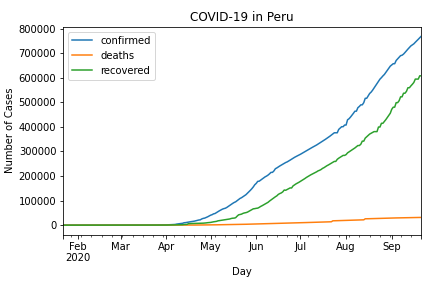 COVID-19 in Peru
Number of Cases
800000
700000
600000
500000
400000
300000
200000
100000
0
confirmed
deaths
recovered
Feb Mar Apr May Jun Jul Aug Sep
2020
Day